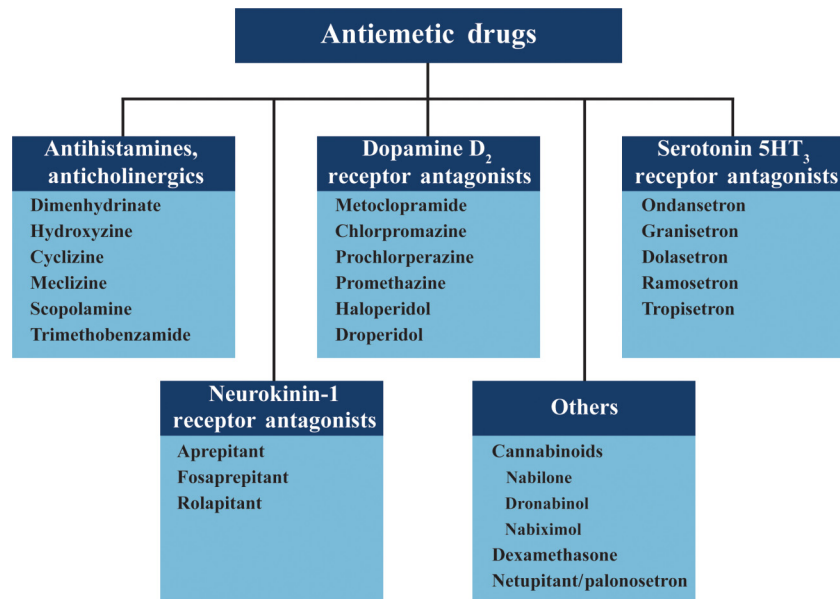 Antiemetic drugs
Antihistamines,
anticholinergics
Dimenhydrinate
Hydroxyzine
Cyclizine
Meclizine
Scopolamine
Trimethobenzamide
Dopamine D₂
receptor antagonists
Metoclopramide
Chlorpromazine
Prochlorperazine
Promethazine
Haloperidol
Droperidol
Serotonin 5HT₃
receptor antagonists
Ondansetron
Granisetron
Dolasetron
Ramosetron
Tropisetron
Neurokinin-1
receptor antagonists
Aprepitant
Fosaprepitant
Rolapitant
Others
Cannabinoids
Nabilone
Dronabinol
Nabiximol
Dexamethasone
Netupitant/palonosetron